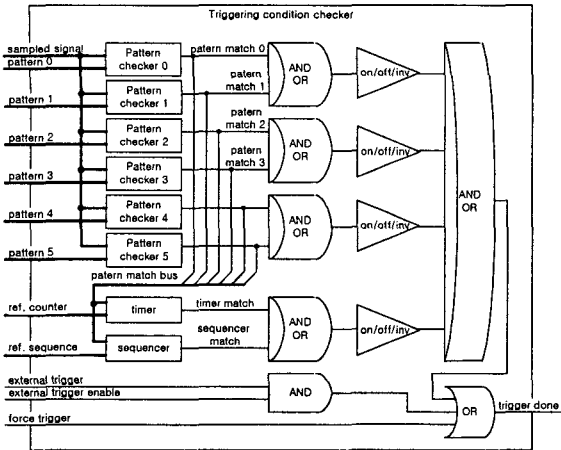 Triggering condition checker
sampled signal
pattern 0
Pattern
checker 0
patern match 0
AND
OR
on/off/inv
pattern 1
Pattern
checker 1
patern
match 1
pattern 2
Pattern
checker 2
patern
match 2
AND
OR
on/off/inv
pattern 3
Pattern
checker 3
patern
match 3
AND
OR
pattern 4
Pattern
checker 4
AND
OR
on/off/inv
pattern 5
Pattern
checker 5
patern match bus
ref. counter
timer
timer match
AND
OR
on/off/inv
ref. sequence
sequencer
sequencer
match
external trigger
external trigger enable
AND
force trigger
OR
trigger done